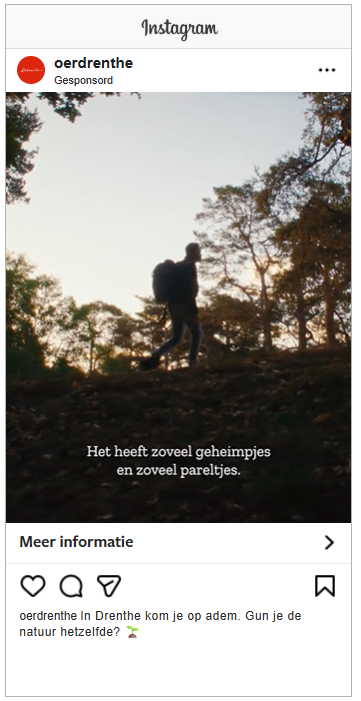 Instagram
oerdrenthe
Gesponsord
Het heeft zoveel geheimpjes
en zoveel pareltjes.
Meer informatie
oerdrenthe In Drenthe kom je op adem. Gun je de
natuur hetzelfde? 🌱